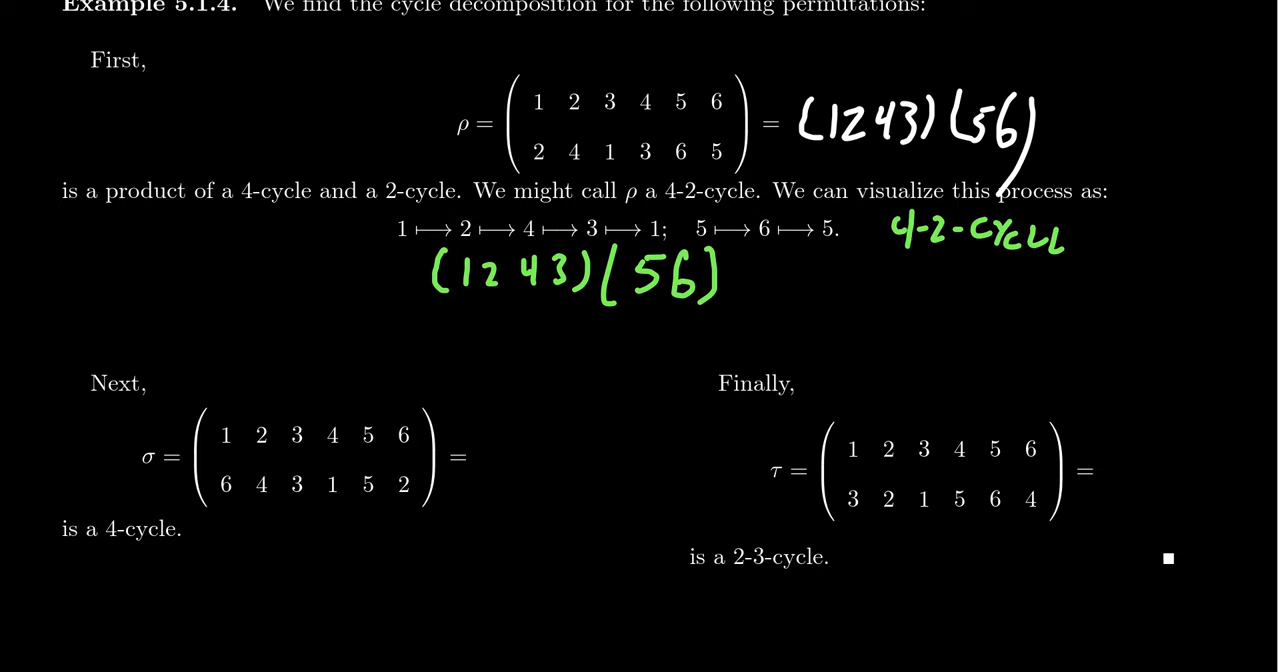 Example 5.1.4. We find the cycle decomposition for the following permutations:
First,
ρ = ( 1 2 3 4 5 6
2 4 1 3 6 5 ) = (1243)(56)
is a product of a 4-cycle and a 2-cycle. We might call ρ a 4-2-cycle. We can visualize this process as:
1 ⟼ 2 ⟼ 4 ⟼ 3 ⟼ 1; 5 ⟼ 6 ⟼ 5. 4-2-CYCLE
(1243)(56)
Next,
σ = ( 1 2 3 4 5 6
6 4 3 1 5 2 ) =
is a 4-cycle.
Finally,
τ = ( 1 2 3 4 5 6
3 2 1 5 6 4 ) =
is a 2-3-cycle.